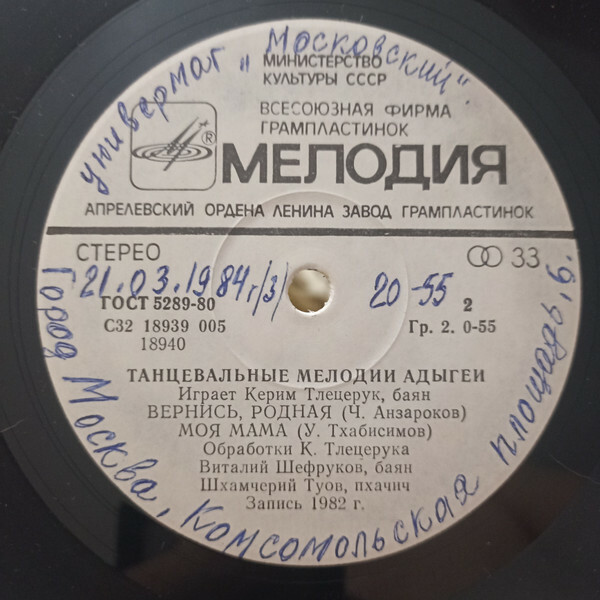 универмаг „Московский".
МИНИСТЕРСТВО
КУЛЬТУРЫ СССР
ВСЕСОЮЗНАЯ ФИРМА
ГРАМПЛАСТИНОК
®
МЕЛОДИЯ
АПРЕЛЕВСКИЙ ОРДЕНА ЛЕНИНА ЗАВОД ГРАМПЛАСТИНОК
СТЕРЕО
33
21.03.1984г/3)
20-55
ГОСТ 5289-80
2
С32 18939 005
Гр. 2. 0-55
18940
ТАНЦЕВАЛЬНЫЕ МЕЛОДИИ АДЫГЕИ
Играет Керим Тлецерук, баян
ВЕРНИСЬ, РОДНАЯ (Ч. Анзароков)
МОЯ МАМА (У. Тхабисимов)
Обработки К. Тлецерука
Виталий Шефруков, баян
Шхамчерий Туов, пхачич
Запись 1982 г.
Город Москва, Комсомольская площадь, 6.